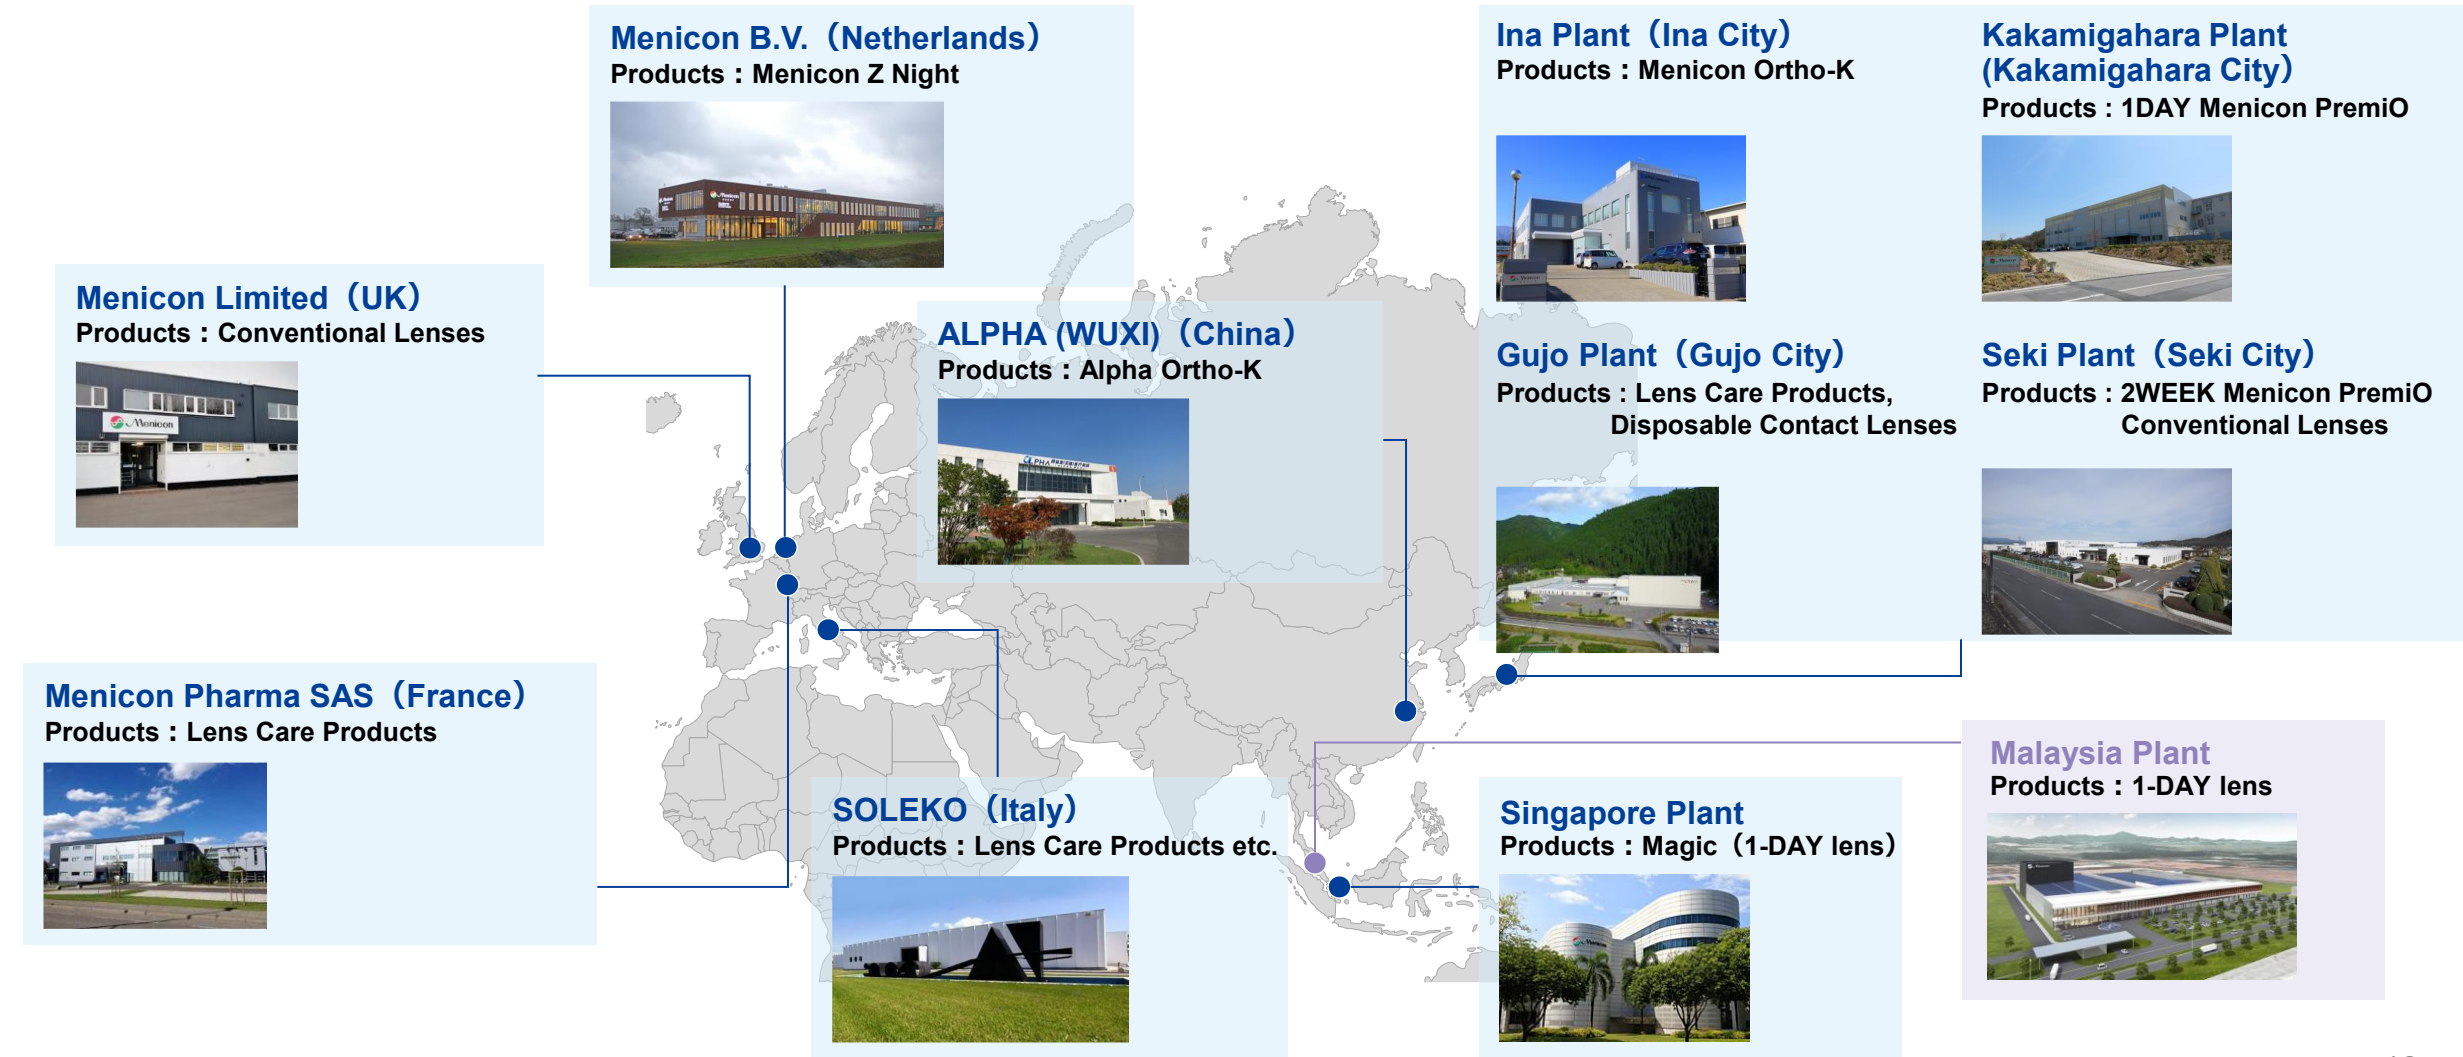 Menicon B.V.（Netherlands）
Products：Menicon Z Night
Menicon Limited（UK）
Products：Conventional Lenses
Menicon
ALPHA (WUXI)（China）
Products：Alpha Ortho-K
ALPHA
Ina Plant（Ina City）
Products：Menicon Ortho-K
Kakamigahara Plant
(Kakamigahara City）
Products : 1DAY Menicon PremiO
Gujo Plant（Gujo City）
Products : Lens Care Products,
Disposable Contact Lenses
Seki Plant（Seki City）
Products : 2WEEK Menicon PremiO
Conventional Lenses
Menicon Pharma SAS（France）
Products：Lens Care Products
SOLEKO（Italy）
Products：Lens Care Products etc.
Singapore Plant
Products：Magic（1-DAY lens）
Menicon
Malaysia Plant
Products：1-DAY lens